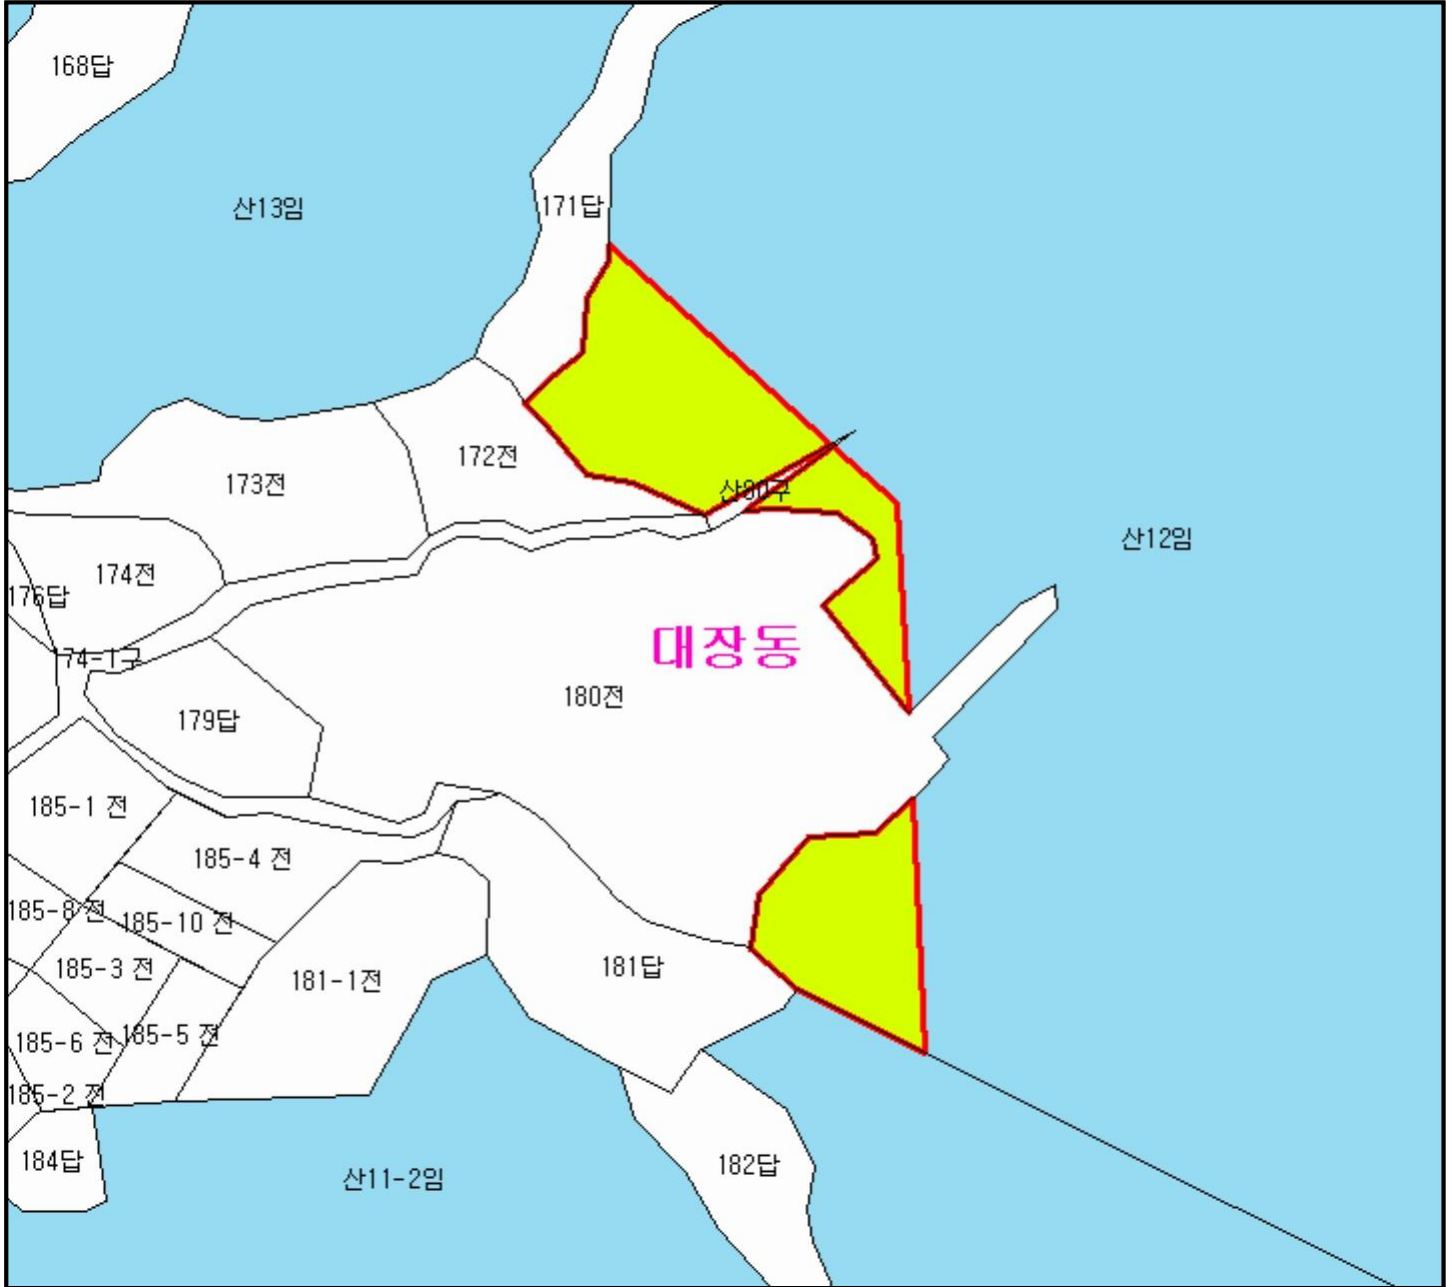 168답
산13임
171답
172전
173전
산90구
산12임
174전
176답
대장동
174-1구
180전
179답
185-1 전
185-4 전
185-8 전
185-10 전
185-3 전
181답
181-1전
185-5 전
185-6 전
185-2 전
184답
182답
산11-2임